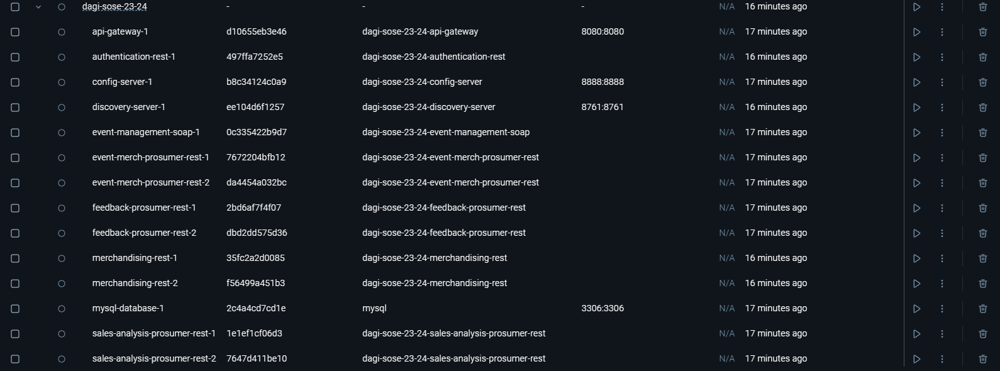 dagi-sose-23-24 - - - N/A 16 minutes ago
api-gateway-1 d10655eb3e46 dagi-sose-23-24-api-gateway 8080:8080 N/A 17 minutes ago
authentication-rest-1 497ffa7252e5 dagi-sose-23-24-authentication-rest N/A 16 minutes ago
config-server-1 b8c34124c0a9 dagi-sose-23-24-config-server 8888:8888 N/A 17 minutes ago
discovery-server-1 ee104d6f1257 dagi-sose-23-24-discovery-server 8761:8761 N/A 16 minutes ago
event-management-soap-1 0c335422b9d7 dagi-sose-23-24-event-management-soap N/A 17 minutes ago
event-merch-prosumer-rest-1 7672204bfb12 dagi-sose-23-24-event-merch-prosumer-rest N/A 17 minutes ago
event-merch-prosumer-rest-2 da4454a032bc dagi-sose-23-24-event-merch-prosumer-rest N/A 17 minutes ago
feedback-prosumer-rest-1 2bd6af7f4f07 dagi-sose-23-24-feedback-prosumer-rest N/A 17 minutes ago
feedback-prosumer-rest-2 dbd2dd575d36 dagi-sose-23-24-feedback-prosumer-rest N/A 17 minutes ago
merchandising-rest-1 35fc2a2d0085 dagi-sose-23-24-merchandising-rest N/A 16 minutes ago
merchandising-rest-2 f56499a451b3 dagi-sose-23-24-merchandising-rest N/A 16 minutes ago
mysql-database-1 2c4a4cd7cd1e mysql 3306:3306 N/A 17 minutes ago
sales-analysis-prosumer-rest-1 1e1ef1cf06d3 dagi-sose-23-24-sales-analysis-prosumer-rest N/A 17 minutes ago
sales-analysis-prosumer-rest-2 7647d411be10 dagi-sose-23-24-sales-analysis-prosumer-rest N/A 17 minutes ago